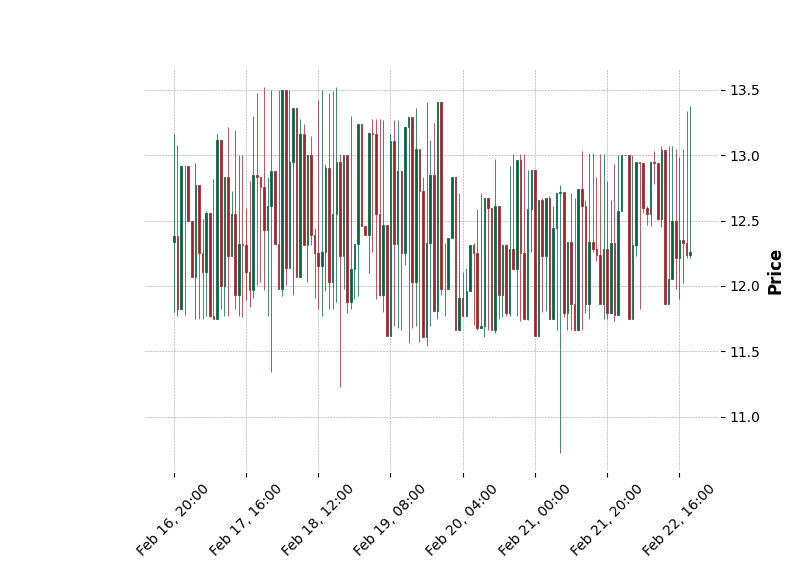 13.5
13.0
12.5
12.0
11.5
11.0
Price
Feb 16, 20:00
Feb 17, 16:00
Feb 18, 12:00
Feb 19, 08:00
Feb 20, 04:00
Feb 21, 00:00
Feb 21, 20:00
Feb 22, 16:00